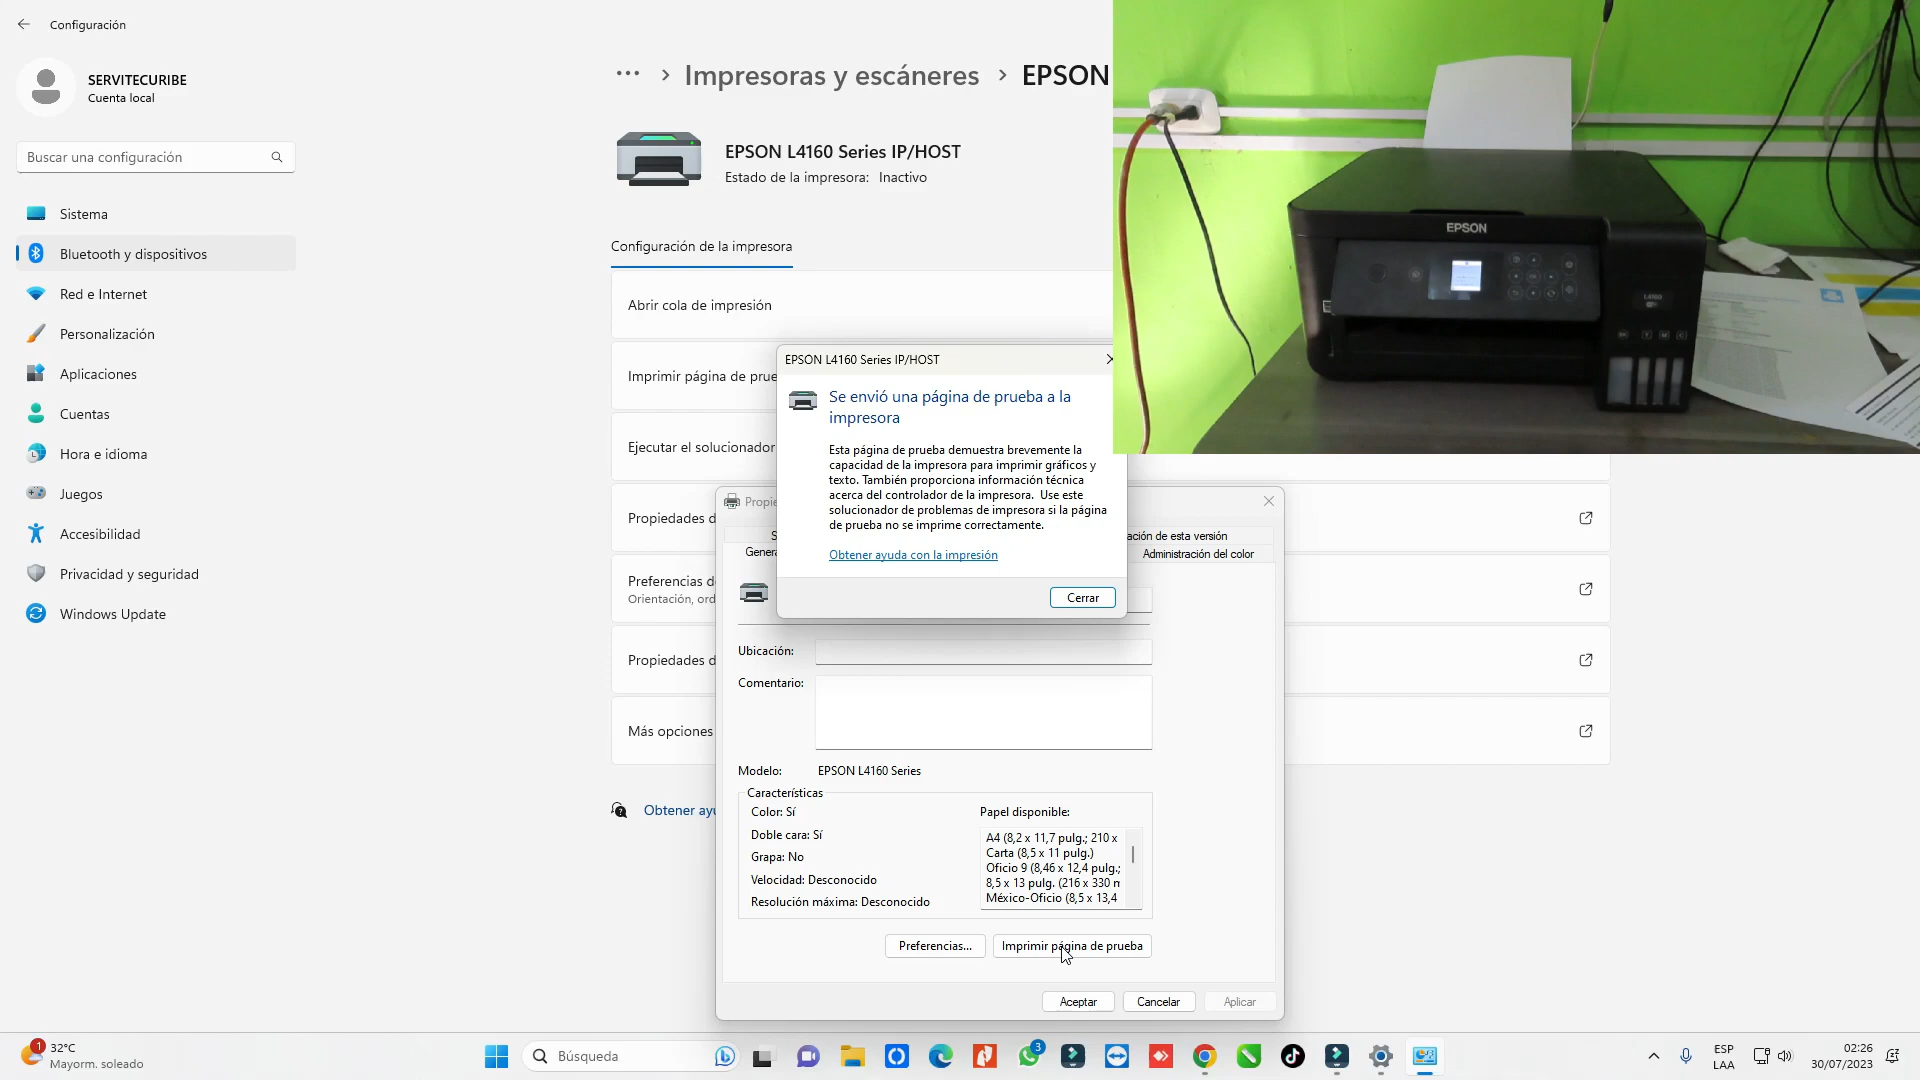 Configuración
SERVITECURIBE
Cuenta local
Buscar una configuración
Sistema
Bluetooth y dispositivos
Red e Internet
Personalización
Aplicaciones
Cuentas
Hora e idioma
Juegos
Accesibilidad
Privacidad y seguridad
Windows Update
··· › Impresoras y escáneres › EPSON
EPSON L4160 Series IP/HOST
Estado de la impresora: Inactivo
Configuración de la impresora
Abrir cola de impresión
Imprimir página de prue
Ejecutar el solucionador
Propiedades d
Preferencias d
Orientación, ord
Propiedades d
Más opciones
Obtener ayu
EPSON L4160 Series IP/HOST
Se envió una página de prueba a la
impresora
Esta página de prueba demuestra brevemente la
capacidad de la impresora para imprimir gráficos y
texto. También proporciona información técnica
acerca del controlador de la impresora. Use este
solucionador de problemas de impresora si la página
de prueba no se imprime correctamente.
Obtener ayuda con la impresión
Cerrar
Propie
S
ación de esta versión
Genera
Administración del color
Ubicación:
Comentario:
Modelo: EPSON L4160 Series
Características
Color: Sí
Doble cara: Sí
Grapa: No
Velocidad: Desconocido
Resolución máxima: Desconocido
Papel disponible:
A4 (8,2 x 11,7 pulg.; 210 x
Carta (8,5 x 11 pulg.)
Oficio 9 (8,46 x 12,4 pulg.;
8,5 x 13 pulg. (216 x 330 m
México-Oficio (8,5 x 13,4
Preferencias...
Imprimir página de prueba
Aceptar
Cancelar
Aplicar
EPSON
L4160
1
32°C
Mayorm. soleado
Búsqueda
3
ESP
LAA
02:26
30/07/2023